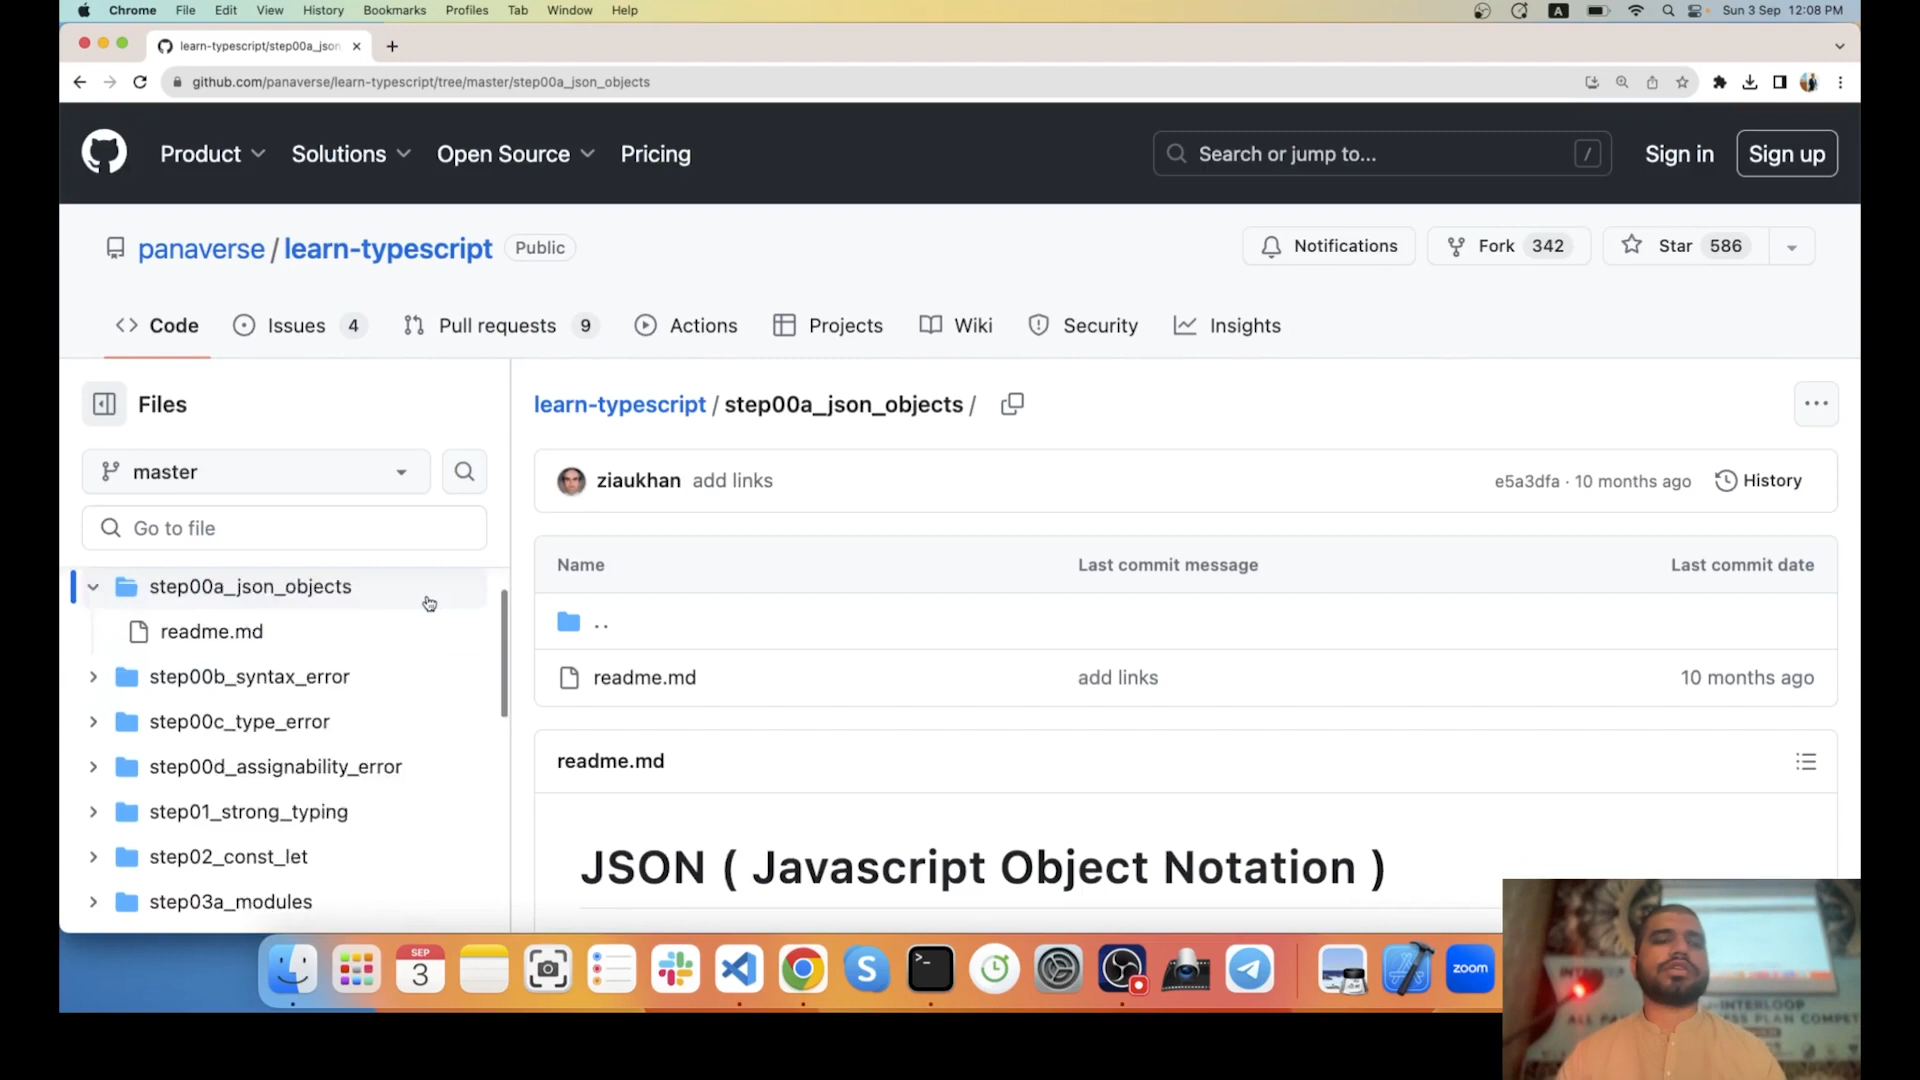 Chrome File Edit View History Bookmarks Profiles Tab Window Help
A
Sun 3 Sep 12:08 PM
learn-typescript/step00a_json
github.com/panaverse/learn-typescript/tree/master/step00a_json_objects
Product Solutions Open Source Pricing
Search or jump to... /
Sign in
Sign up
panaverse / learn-typescript Public
Notifications
Fork 342
Star 586
Code
Issues 4
Pull requests 9
Actions
Projects
Wiki
Security
Insights
Files
master
Go to file
step00a_json_objects
readme.md
step00b_syntax_error
step00c_type_error
step00d_assignability_error
step01_strong_typing
step02_const_let
step03a_modules
learn-typescript / step00a_json_objects /
ziaukhan add links
e5a3dfa · 10 months ago
History
Name Last commit message Last commit date
..
readme.md add links 10 months ago
readme.md
JSON ( Javascript Object Notation )
SEP
3
S
zoom
INTERLOOP